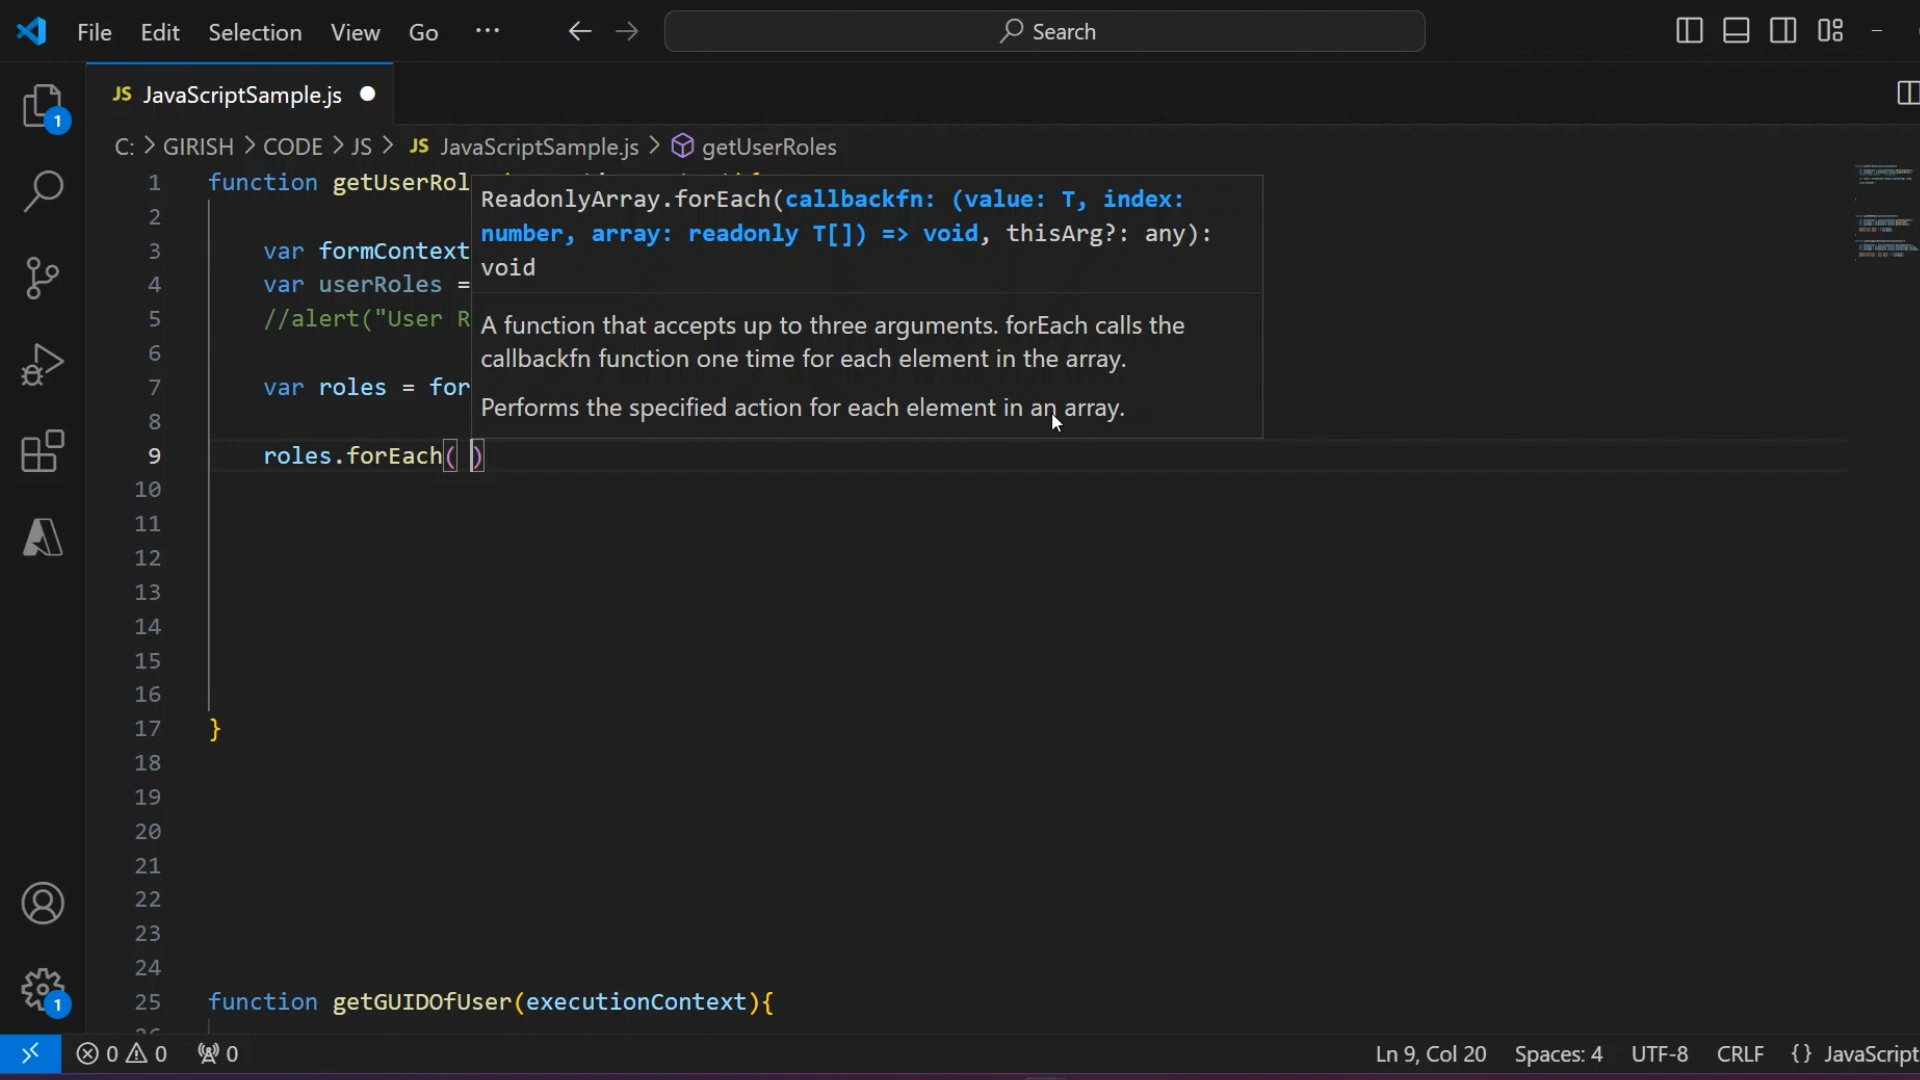 File Edit Selection View Go ··· Search
JS JavaScriptSample.js
C: > GIRISH > CODE > JS > JS JavaScriptSample.js > getUserRoles
1 function getUserRol
2
3 var formContext
4 var userRoles =
5 //alert("User R
6
7 var roles = for
8
9 roles.forEach( )
ReadonlyArray.forEach(callbackfn: (value: T, index:
number, array: readonly T[]) => void, thisArg?: any):
void
A function that accepts up to three arguments. forEach calls the
callbackfn function one time for each element in the array.
Performs the specified action for each element in an array.
10
11
12
13
14
15
16
17 }
18
19
20
21
22
23
24
25 function getGUIDOfUser(executionContext){
1
1
0 0 0 Ln 9, Col 20 Spaces: 4 UTF-8 CRLF {} JavaScript